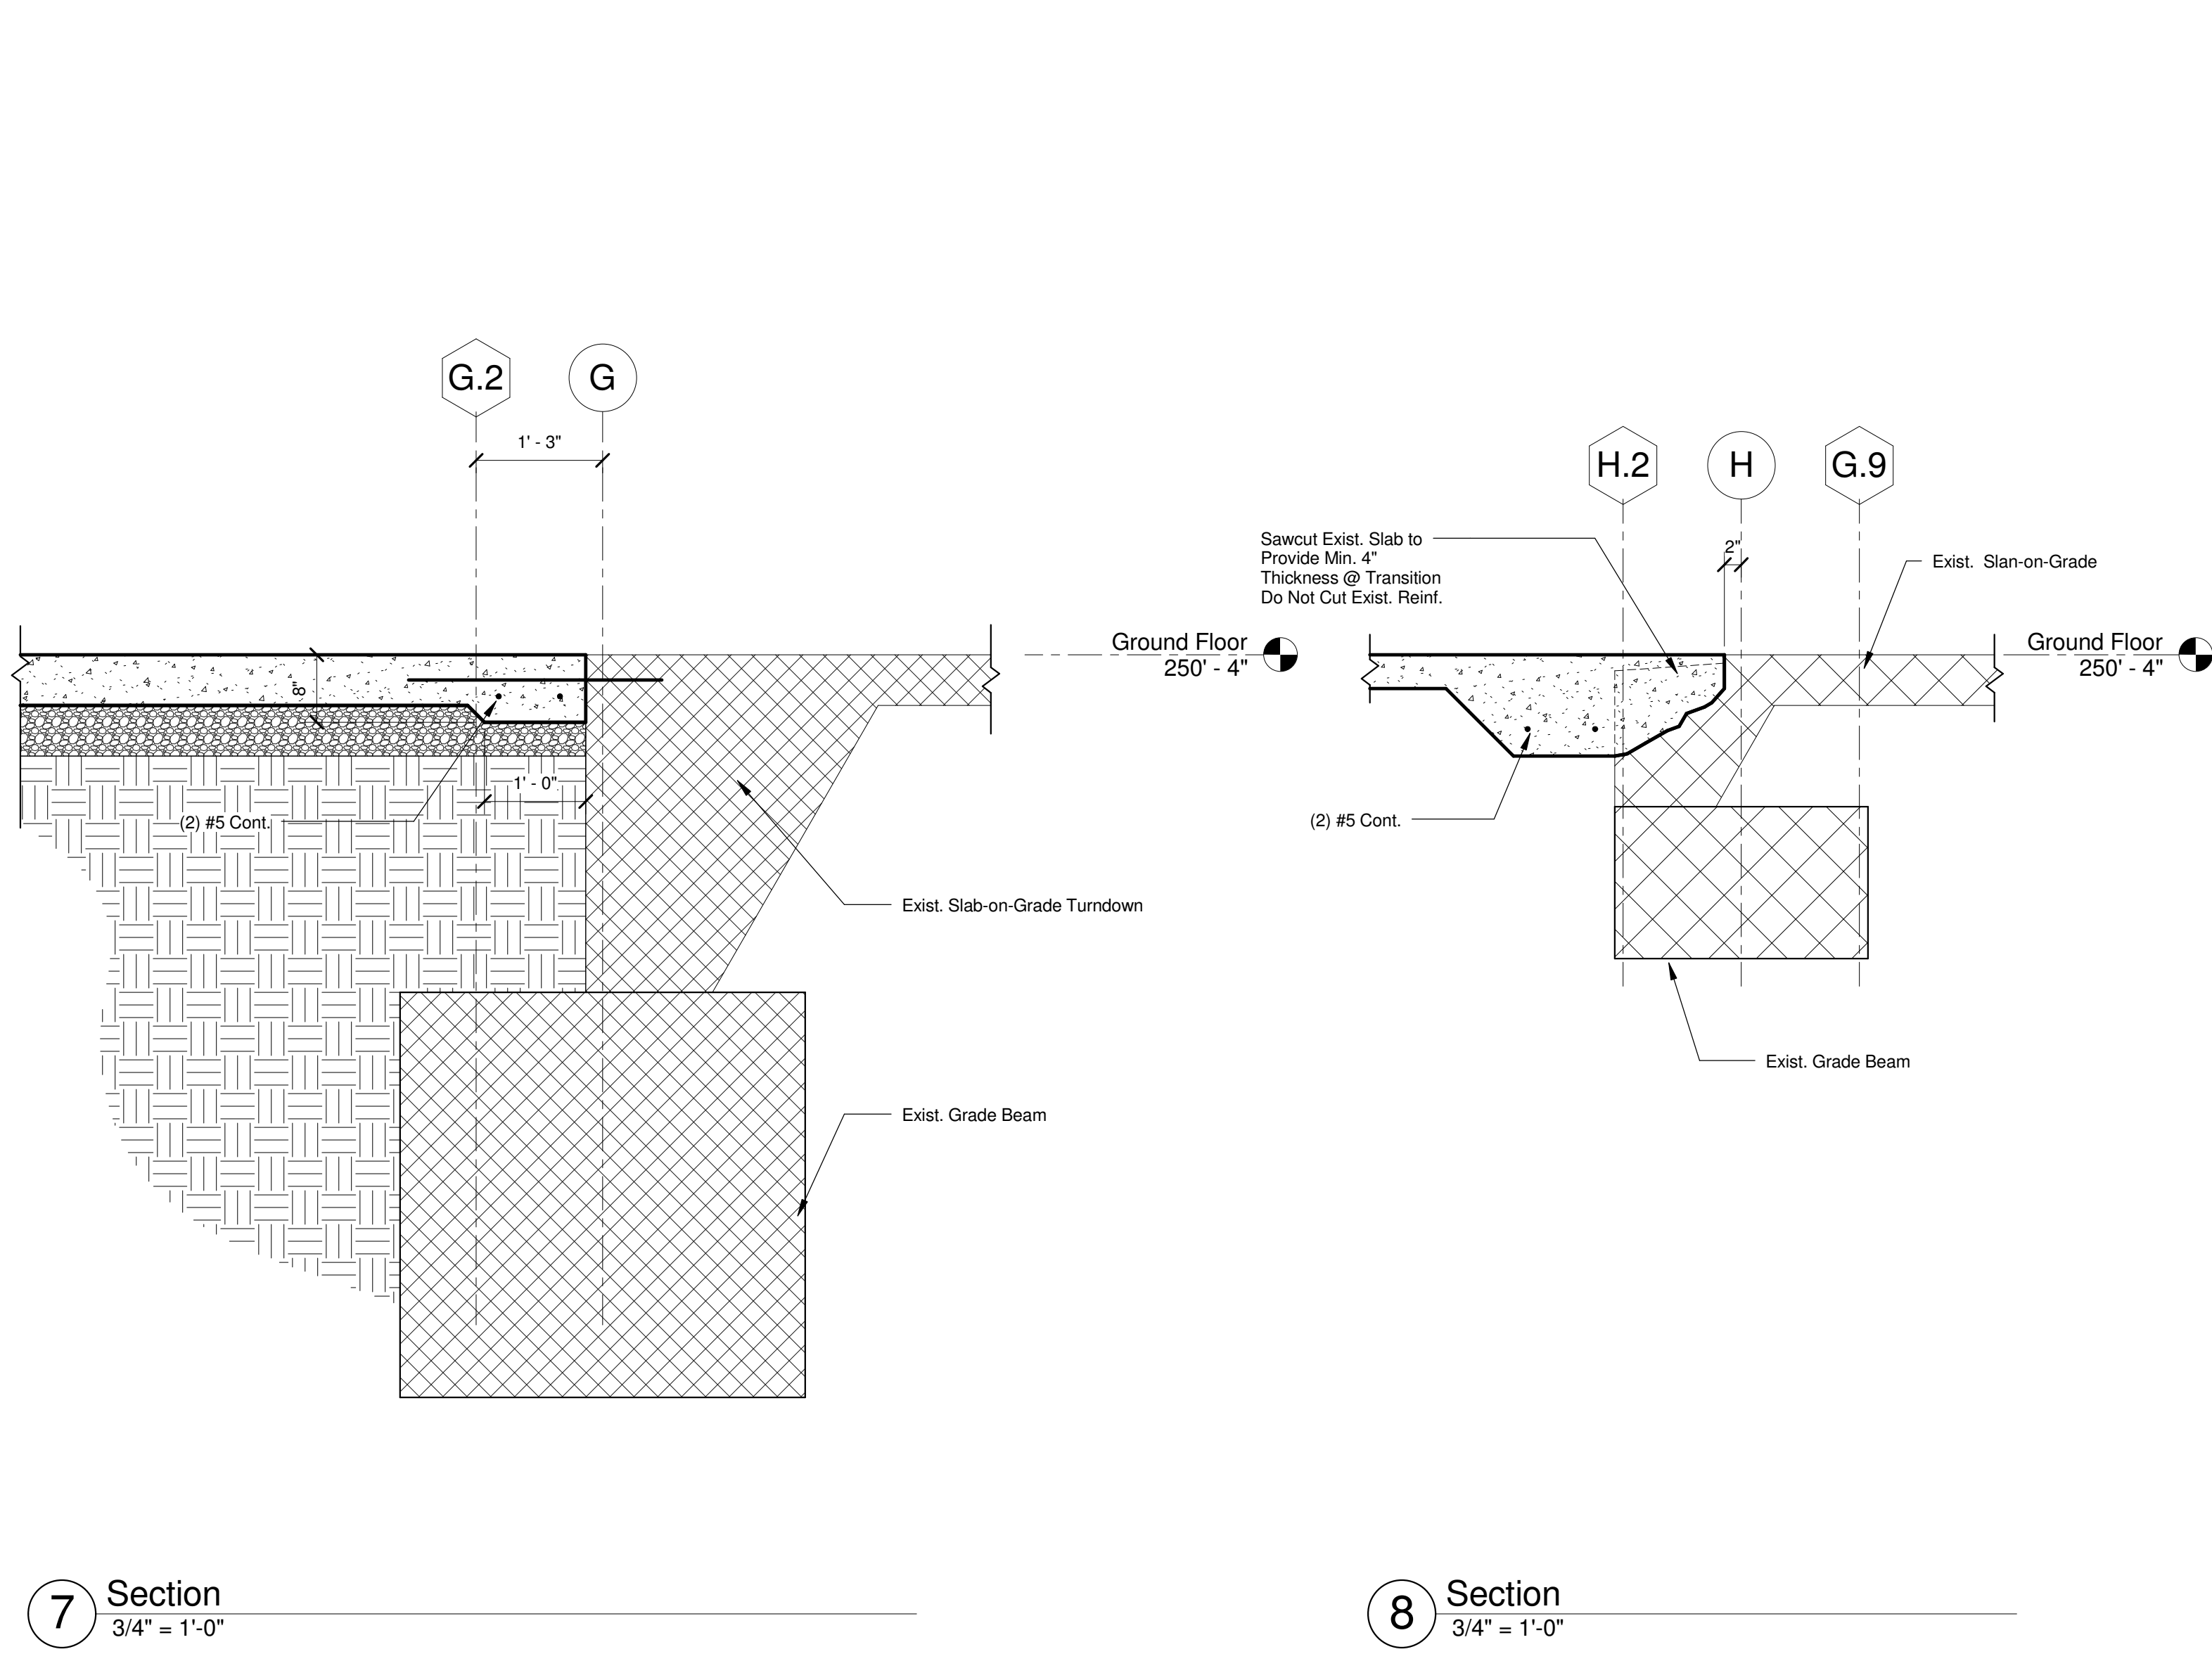 G.2
G
1' - 3"
8"
1' - 0"
(2) #5 Cont.
Exist. Slab-on-Grade Turndown
Exist. Grade Beam
Ground Floor
250' - 4"
7
Section
3/4" = 1'-0"
H.2
H
G.9
2"
Sawcut Exist. Slab to
Provide Min. 4"
Thickness @ Transition
Do Not Cut Exist. Reinf.
Exist. Slan-on-Grade
Ground Floor
250' - 4"
(2) #5 Cont.
Exist. Grade Beam
8
Section
3/4" = 1'-0"